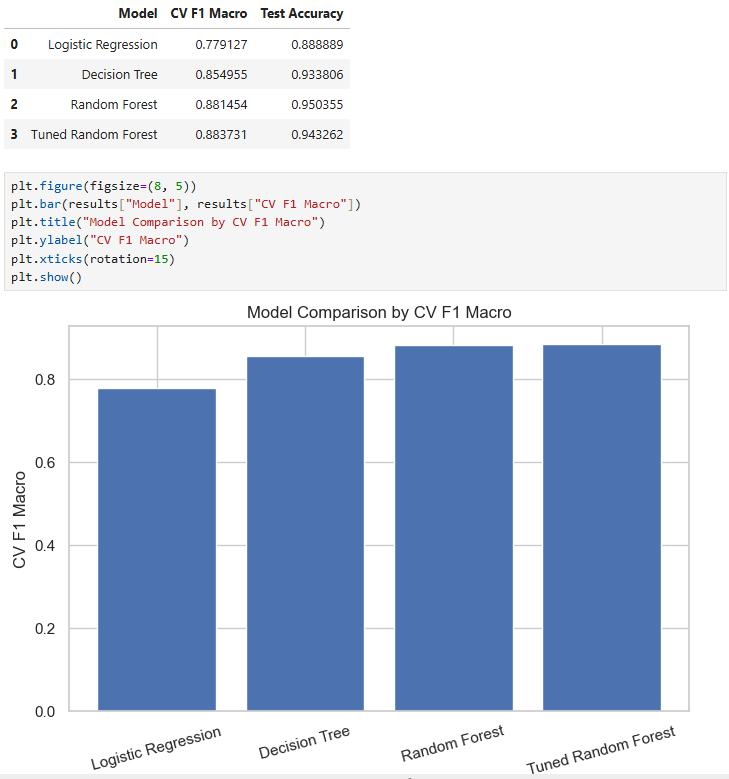 Model CV F1 Macro Test Accuracy
0 Logistic Regression 0.779127 0.888889
1 Decision Tree 0.854955 0.933806
2 Random Forest 0.881454 0.950355
3 Tuned Random Forest 0.883731 0.943262
plt.figure(figsize=(8, 5))
plt.bar(results["Model"], results["CV F1 Macro"])
plt.title("Model Comparison by CV F1 Macro")
plt.ylabel("CV F1 Macro")
plt.xticks(rotation=15)
plt.show()
Model Comparison by CV F1 Macro
CV F1 Macro
0.8
0.6
0.4
0.2
0.0
Logistic Regression Decision Tree Random Forest Tuned Random Forest